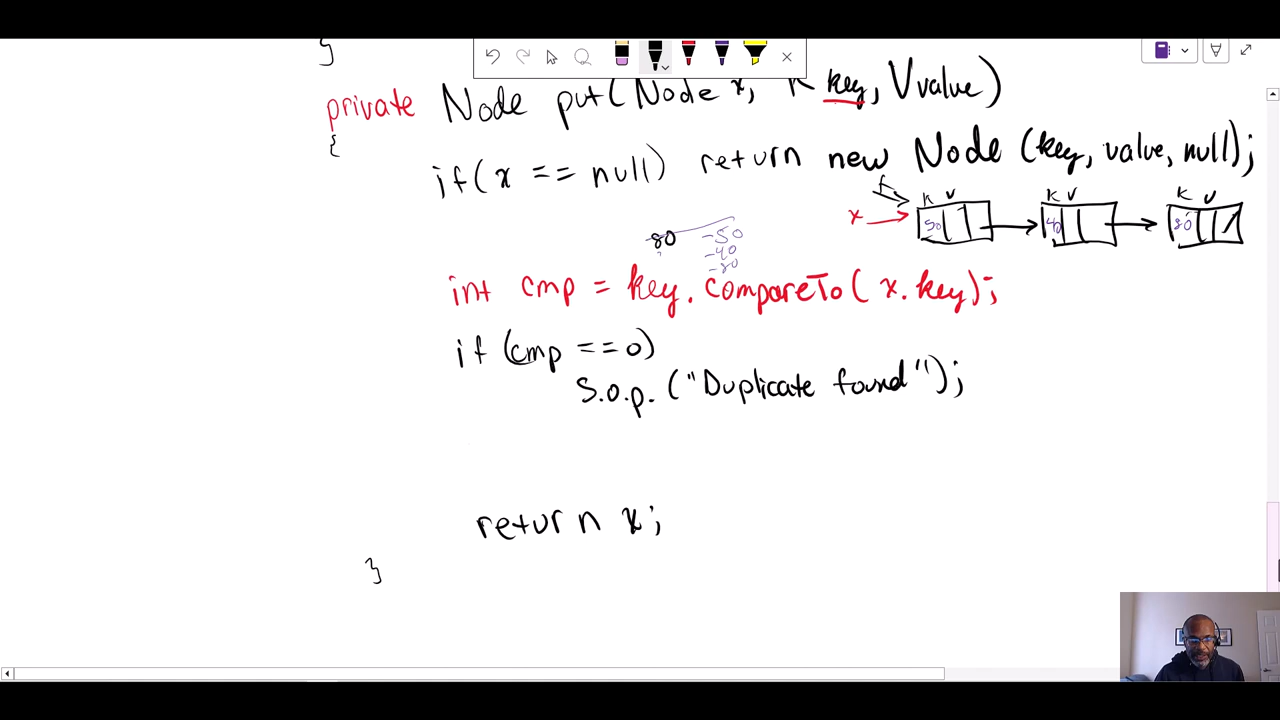 }
private Node put(Node x, K key, V value)
{
if(x == null) return new Node (key, value, null);
f
K V K V K V
x 50 40 80
80 -50
-40
-80
int cmp = key.compareTo(x.key);
if (cmp == 0)
S.o.p. ("Duplicate found");
return x;
}